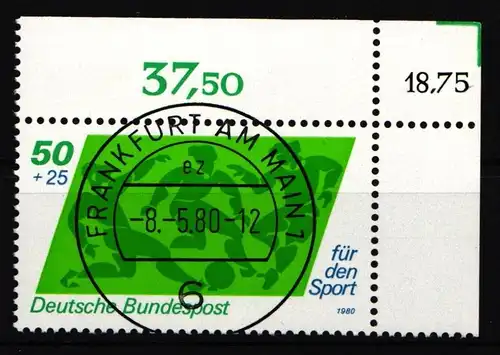 37,50
18,75
50
+ 25
FRANKFURT AM MAIN 1
ez
-8.-5.80-12
6
für
den
Sport
Deutsche Bundespost
1980